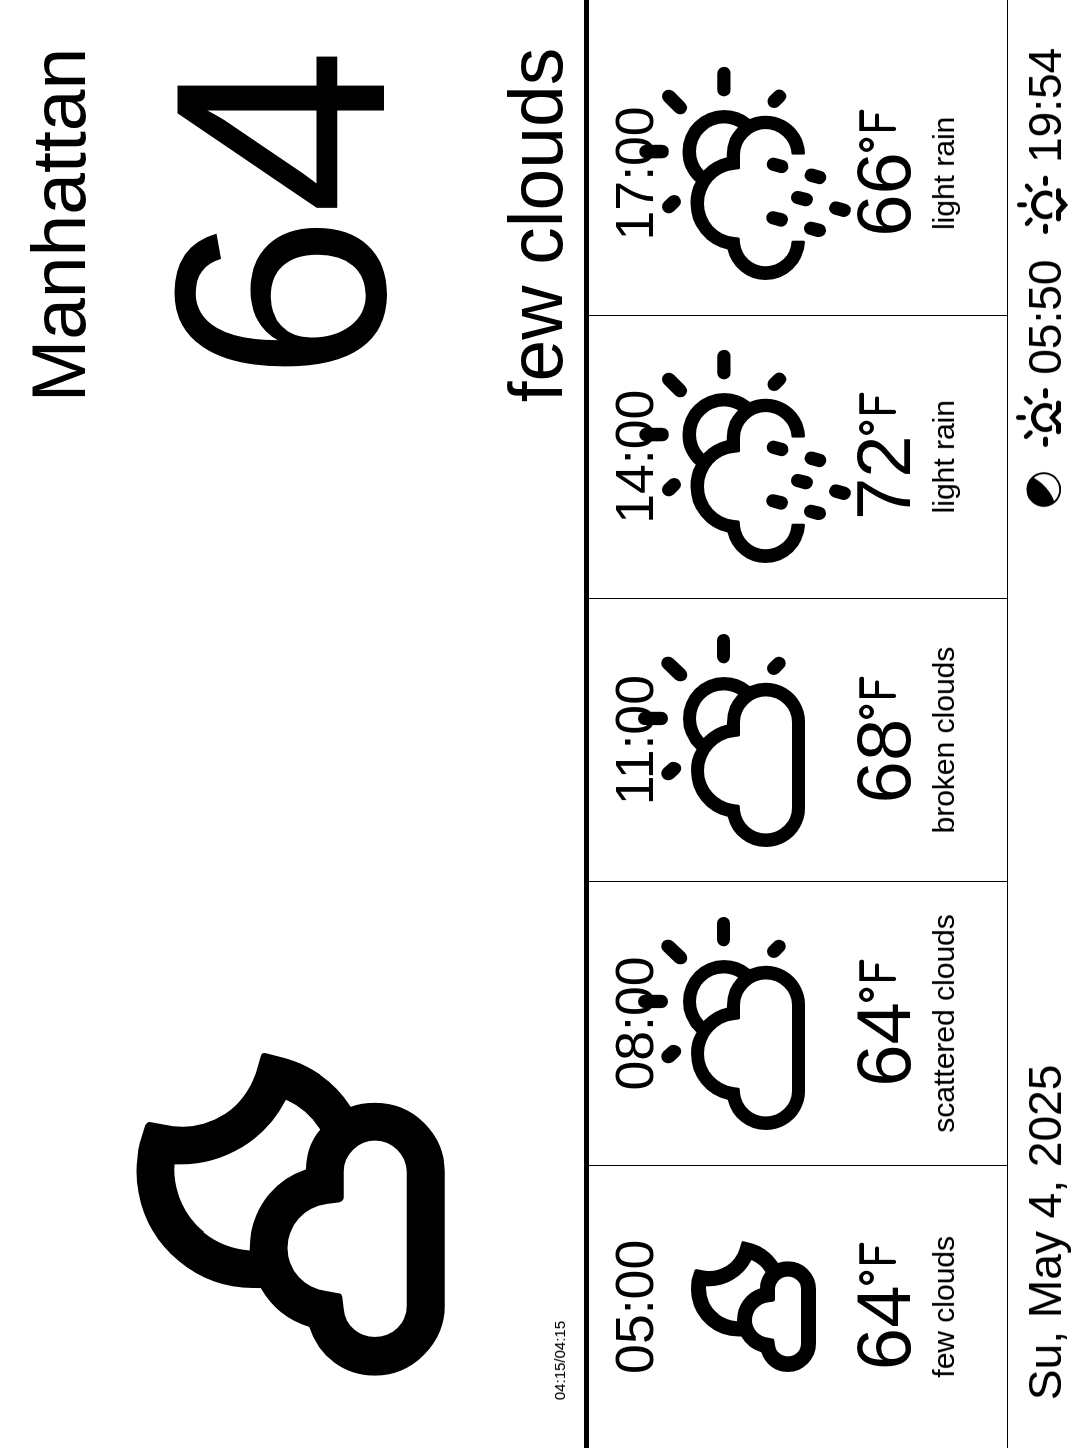 Manhattan
64
few clouds
04:15/04:15
05:00
64°F
few clouds
08:00
64°F
scattered clouds
11:00
68°F
broken clouds
14:00
72°F
light rain
17:00
66°F
light rain
Su, May 4, 2025
05:50
19:54